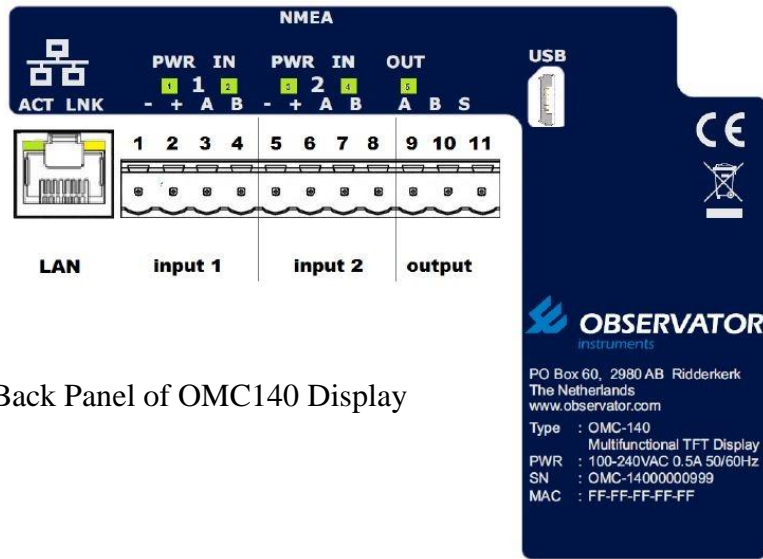 NMEA
PWR IN PWR IN OUT
1 2 3 4 5
1 2
ACT LNK - + A B - + A B A B S
USB
CE
1 2 3 4 5 6 7 8 9 10 11
LAN input 1 input 2 output
OBSERVATOR
instruments
Back Panel of OMC140 Display
PO Box 60, 2980 AB Ridderkerk
The Netherlands
www.observator.com
Type : OMC-140
Multifunctional TFT Display
PWR : 100-240VAC 0.5A 50/60Hz
SN : OMC-14000000999
MAC : FF-FF-FF-FF-FF